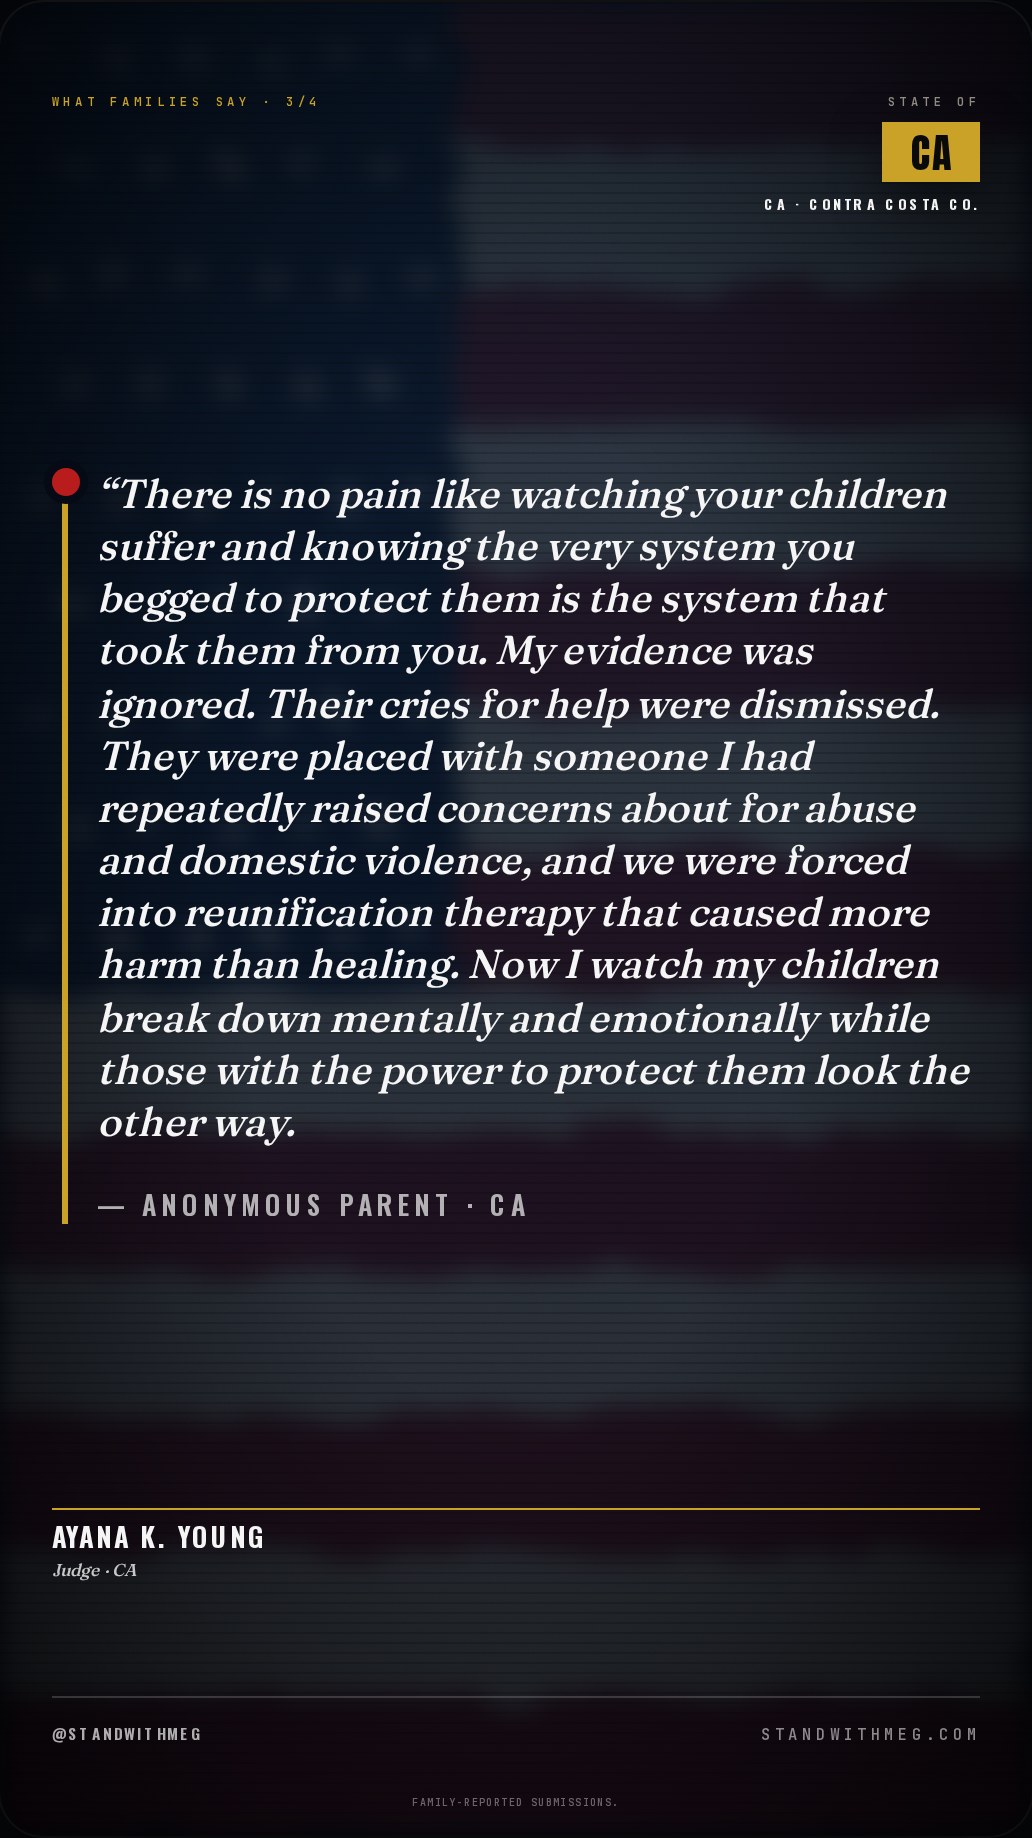 WHAT FAMILIES SAY · 3/4
STATE OF
CA
CA · CONTRA COSTA CO.
“There is no pain like watching your children
suffer and knowing the very system you
begged to protect them is the system that
took them from you. My evidence was
ignored. Their cries for help were dismissed.
They were placed with someone I had
repeatedly raised concerns about for abuse
and domestic violence, and we were forced
into reunification therapy that caused more
harm than healing. Now I watch my children
break down mentally and emotionally while
those with the power to protect them look the
other way.
— ANONYMOUS PARENT · CA
AYANA K. YOUNG
Judge · CA
@STANDWITHMEG
STANDWITHMEG.COM
FAMILY-REPORTED SUBMISSIONS.